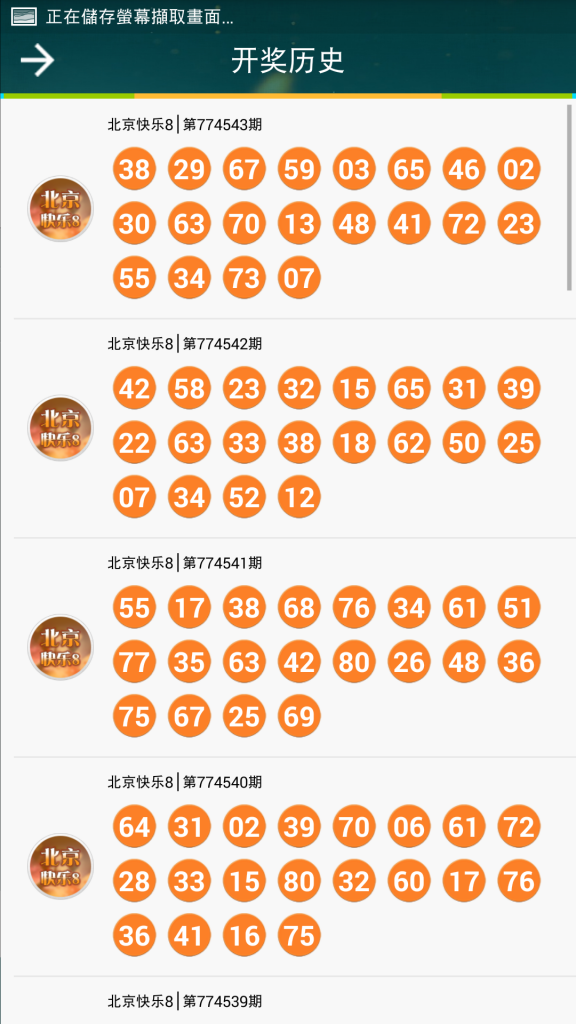 正在儲存螢幕擷取畫面...
开奖历史
北京快乐8|第774543期
38 29 67 59 03 65 46 02
北京
快乐8
30 63 70 13 48 41 72 23
55 34 73 07
北京快乐8|第774542期
42 58 23 32 15 65 31 39
北京
快乐8
22 63 33 38 18 62 50 25
07 34 52 12
北京快乐8|第774541期
55 17 38 68 76 34 61 51
北京
快乐8
77 35 63 42 80 26 48 36
75 67 25 69
北京快乐8|第774540期
64 31 02 39 70 06 61 72
北京
快乐8
28 33 15 80 32 60 17 76
36 41 16 75
北京快乐8|第774539期